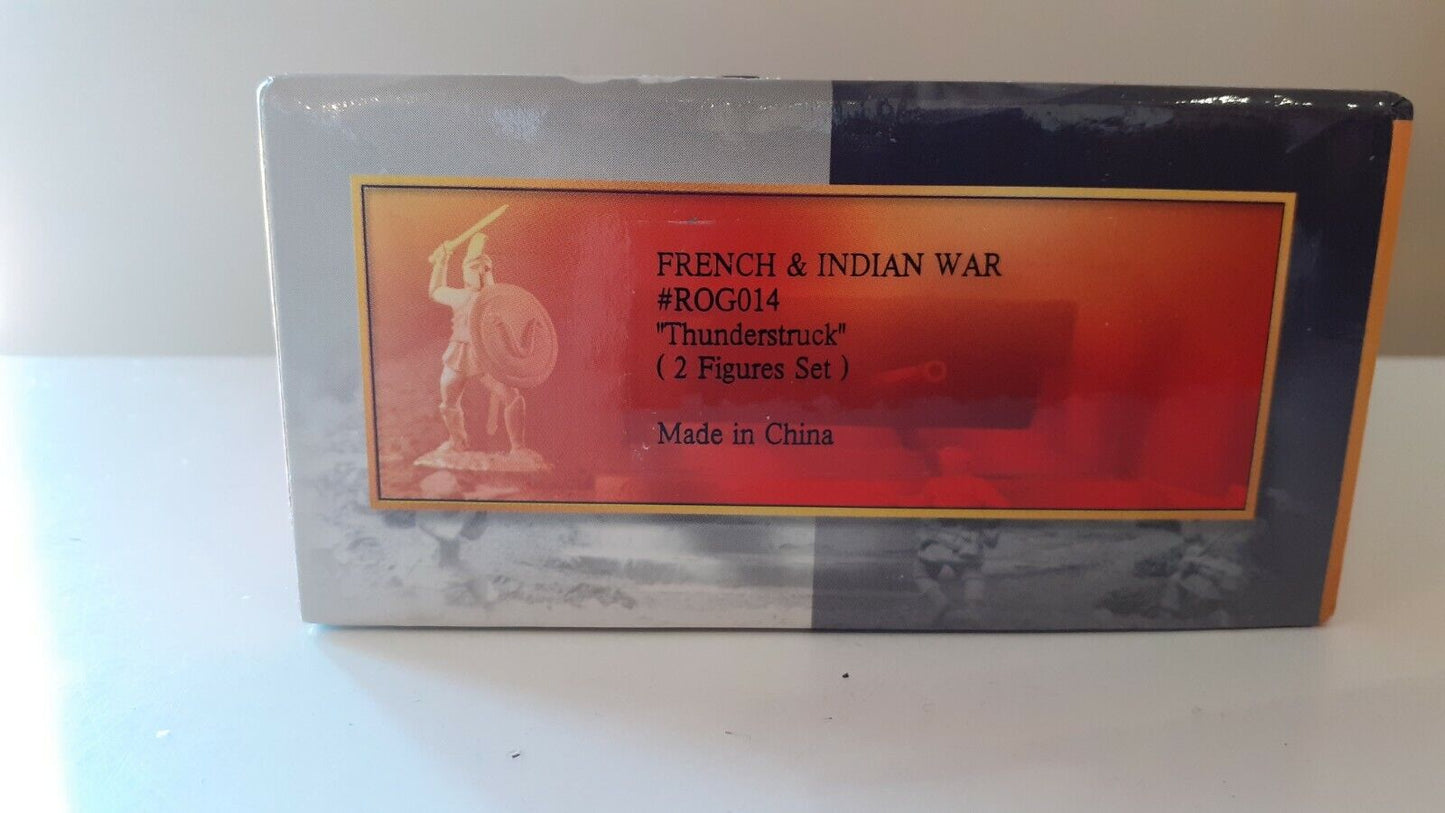 FRENCH & INDIAN WAR
#ROG014
"Thunderstruck"
( 2 Figures Set )
Made in China